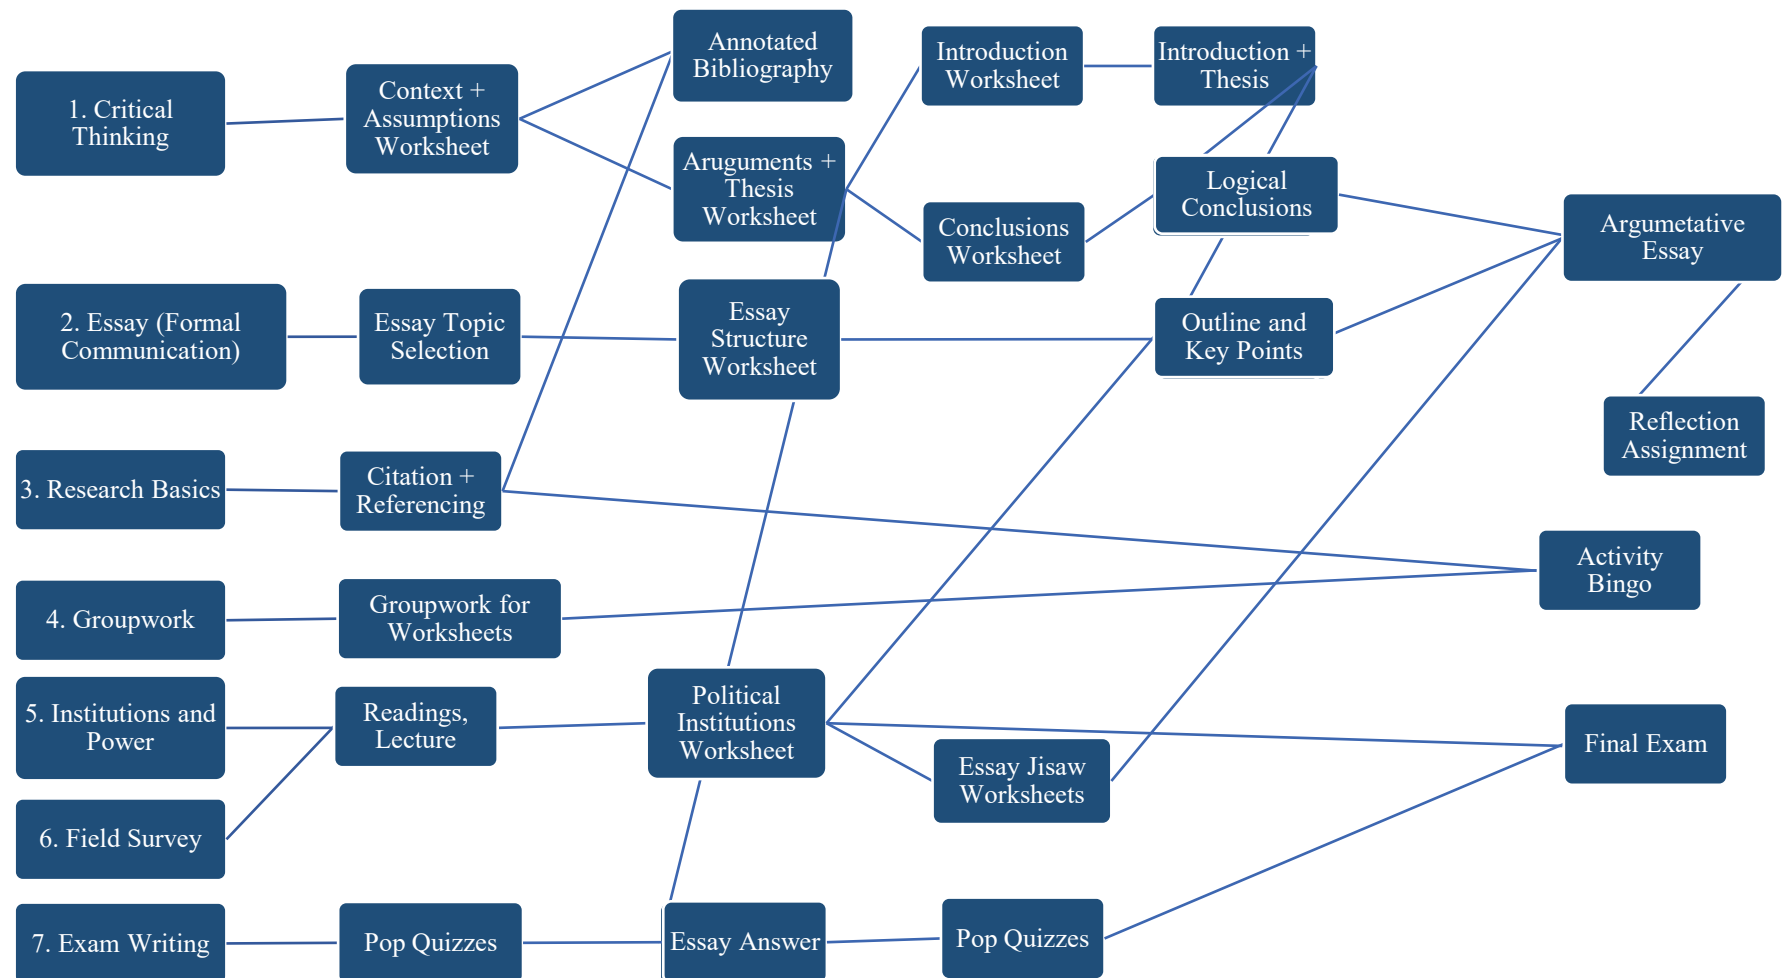 1. Critical
Thinking
Context +
Assumptions
Worksheet
Annotated
Bibliography
Aruguments +
Thesis
Worksheet
Introduction
Worksheet
Introduction +
Thesis
Conclusions
Worksheet
Logical
Conclusions
Argumetative
Essay
2. Essay (Formal
Communication)
Essay Topic
Selection
Essay
Structure
Worksheet
Outline and
Key Points
Reflection
Assignment
3. Research Basics
Citation +
Referencing
Activity
Bingo
4. Groupwork
Groupwork for
Worksheets
5. Institutions and
Power
Readings,
Lecture
Political
Institutions
Worksheet
Essay Jisaw
Worksheets
Final Exam
6. Field Survey
7. Exam Writing
Pop Quizzes
Essay Answer
Pop Quizzes